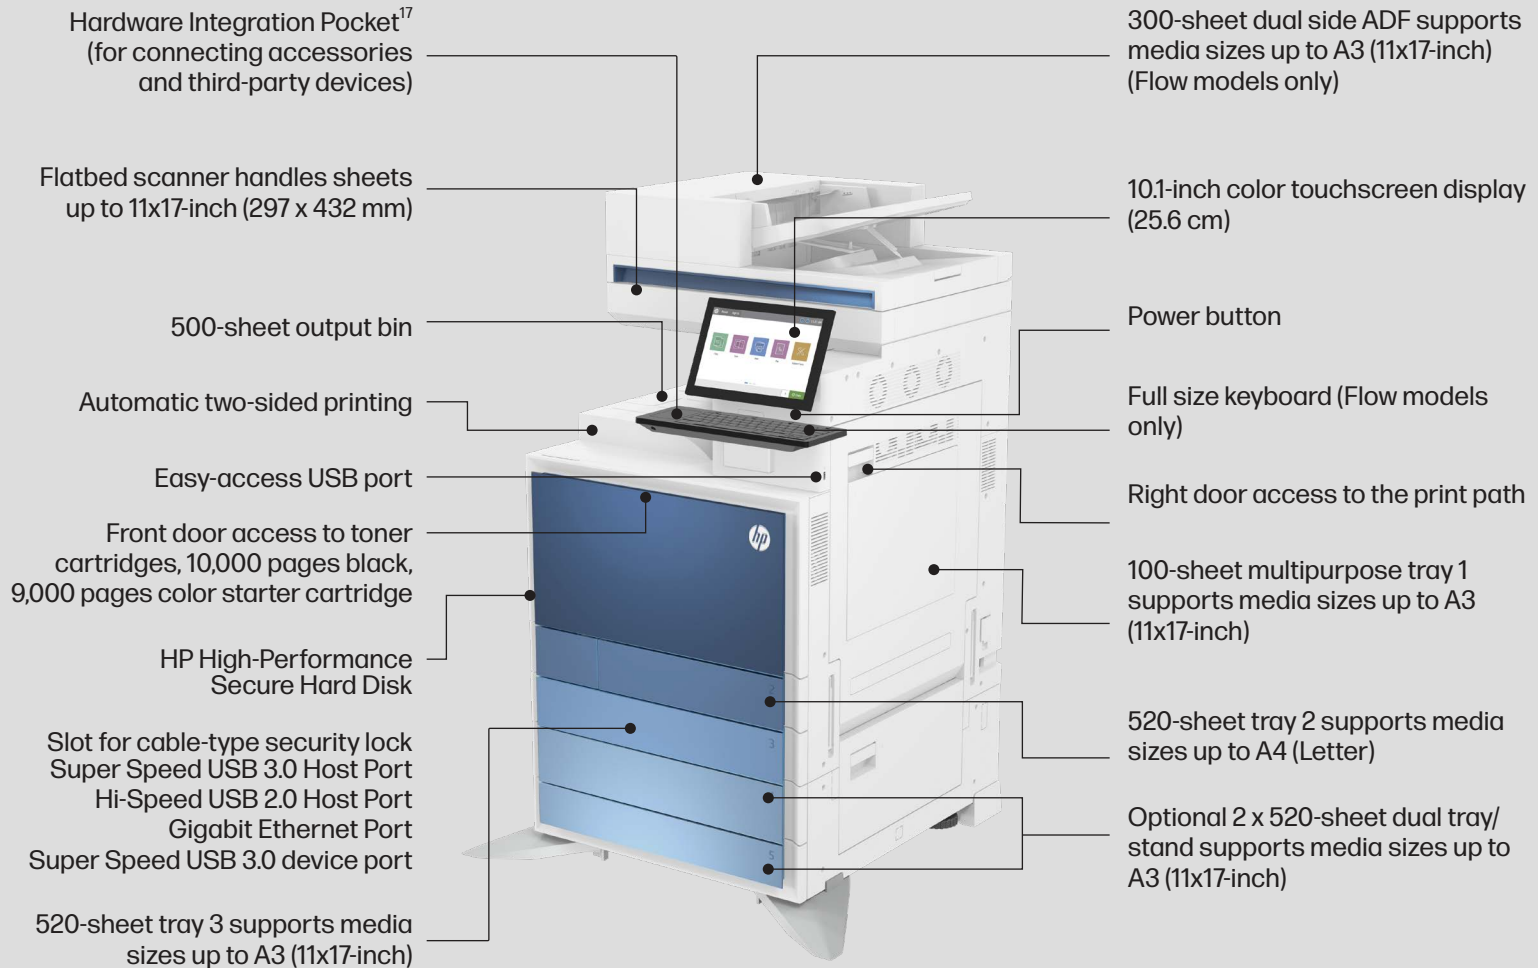 Hardware Integration Pocket17
(for connecting accessories
and third-party devices)
Flatbed scanner handles sheets
up to 11x17-inch (297 x 432 mm)
500-sheet output bin
Automatic two-sided printing
Easy-access USB port
Front door access to toner
cartridges, 10,000 pages black,
9,000 pages color starter cartridge
HP High-Performance
Secure Hard Disk
Slot for cable-type security lock
Super Speed USB 3.0 Host Port
Hi-Speed USB 2.0 Host Port
Gigabit Ethernet Port
Super Speed USB 3.0 device port
520-sheet tray 3 supports media
sizes up to A3 (11x17-inch)
hp
2
3
5
300-sheet dual side ADF supports
media sizes up to A3 (11x17-inch)
(Flow models only)
10.1-inch color touchscreen display
(25.6 cm)
Power button
Full size keyboard (Flow models
only)
Right door access to the print path
100-sheet multipurpose tray 1
supports media sizes up to A3
(11x17-inch)
520-sheet tray 2 supports media
sizes up to A4 (Letter)
Optional 2 x 520-sheet dual tray/
stand supports media sizes up to
A3 (11x17-inch)